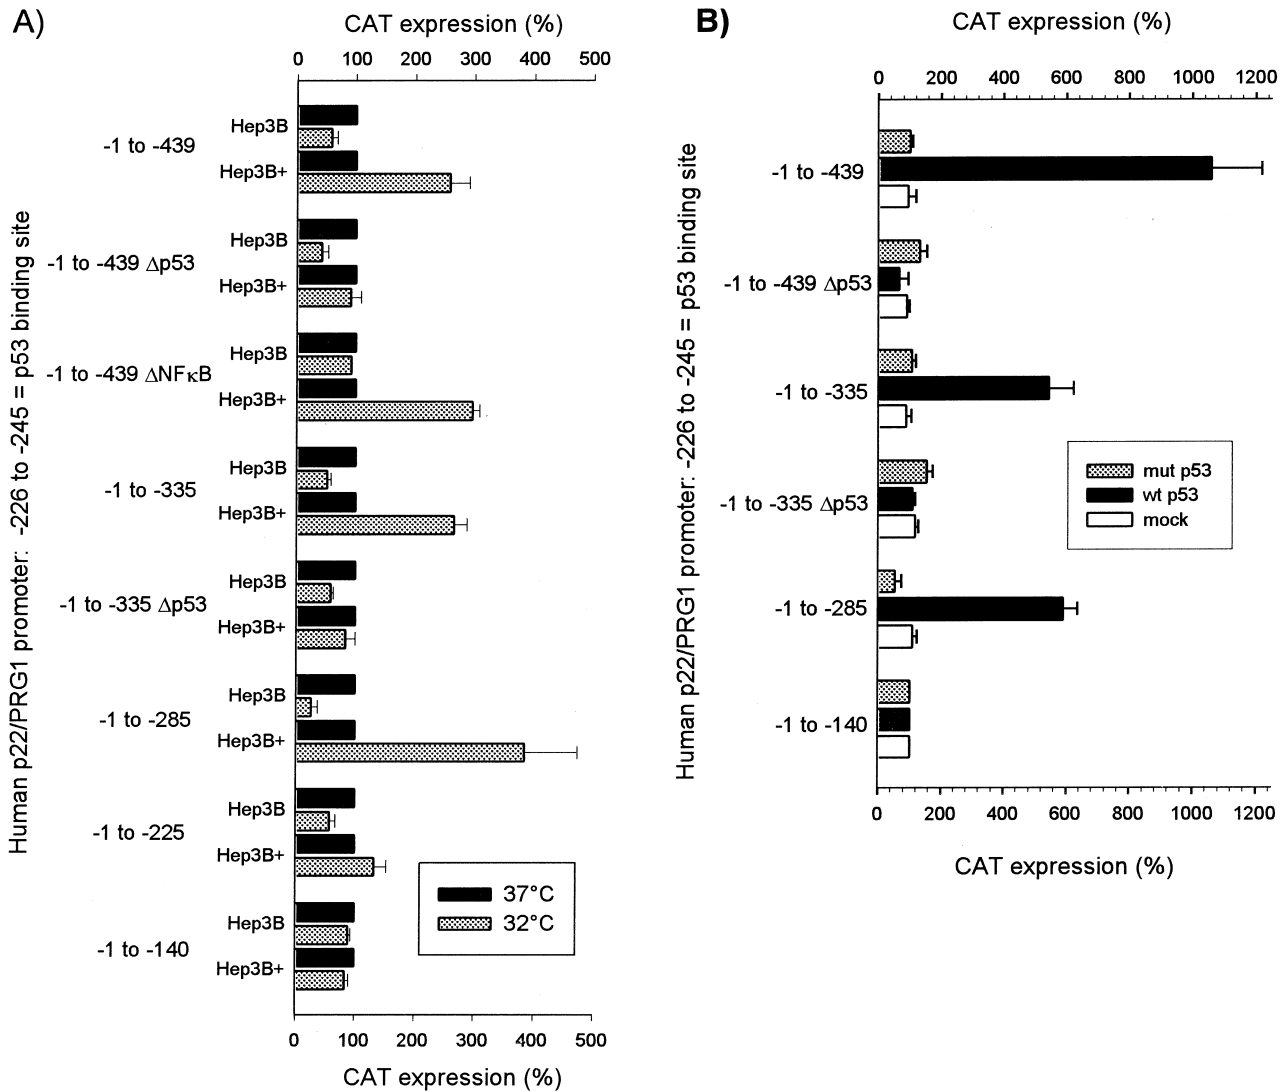 A)
CAT expression (%)
0 100 200 300 400 500
Human p22/PRG1 promoter: -226 to -245 = p53 binding site
-1 to -439
Hep3B
Hep3B+
-1 to -439 Δp53
Hep3B
Hep3B+
-1 to -439 ΔNFκB
Hep3B
Hep3B+
-1 to -335
Hep3B
Hep3B+
-1 to -335 Δp53
Hep3B
Hep3B+
-1 to -285
Hep3B
Hep3B+
-1 to -225
Hep3B
Hep3B+
-1 to -140
Hep3B
Hep3B+
37°C
32°C
0 100 200 300 400 500
CAT expression (%)
B)
CAT expression (%)
0 200 400 600 800 1000 1200
Human p22/PRG1 promoter: -226 to -245 = p53 binding site
-1 to -439
-1 to -439 Δp53
-1 to -335
-1 to -335 Δp53
-1 to -285
-1 to -140
mut p53
wt p53
mock
0 200 400 600 800 1000 1200
CAT expression (%)